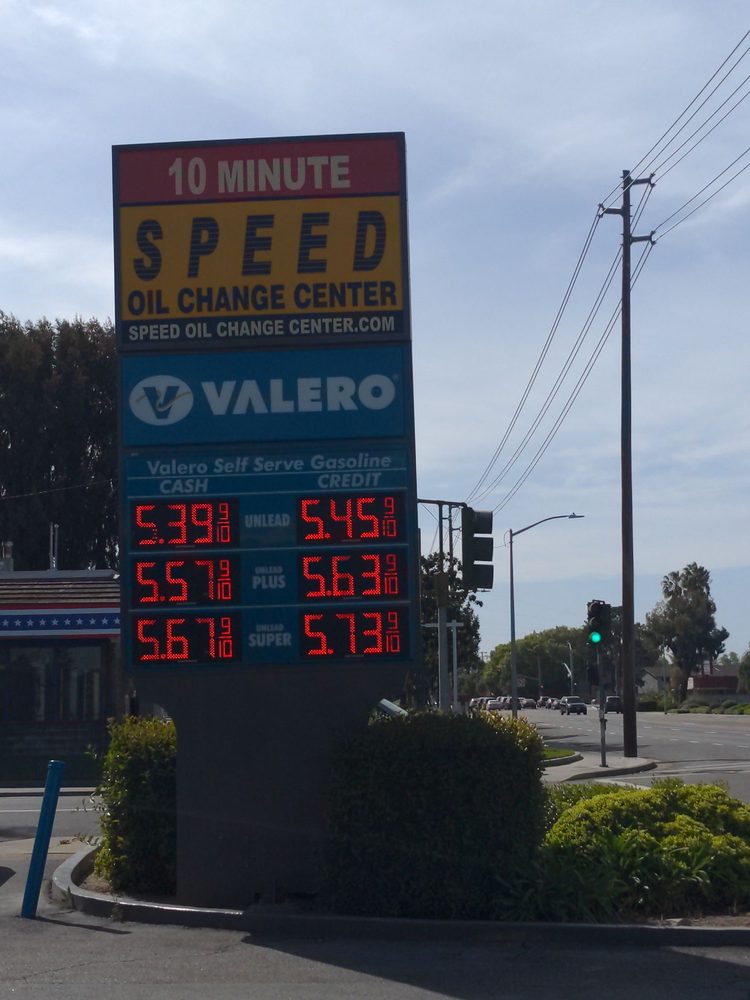 10 MINUTE
SPEED
OIL CHANGE CENTER
SPEED OIL CHANGE CENTER.COM
VALERO
Valero Self Serve Gasoline
CASH CREDIT
5.39 9/10 UNLEAD 5.45 9/10
5.57 9/10 UNLEAD PLUS 5.63 9/10
5.67 9/10 UNLEAD SUPER 5.73 9/10